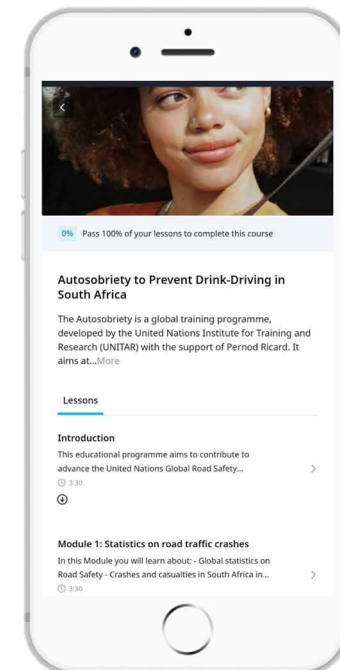 0% Pass 100% of your lessons to complete this course
Autosobriety to Prevent Drink-Driving in
South Africa
The Autosobriety is a global training programme,
developed by the United Nations Institute for Training and
Research (UNITAR) with the support of Pernod Ricard. It
aims at...More
Lessons
Introduction
This educational programme aims to contribute to
advance the United Nations Global Road Safety...
3:30
Module 1: Statistics on road traffic crashes
In this Module you will learn about: - Global statistics on
Road Safety - Crashes and casualties in South Africa in...
3:30